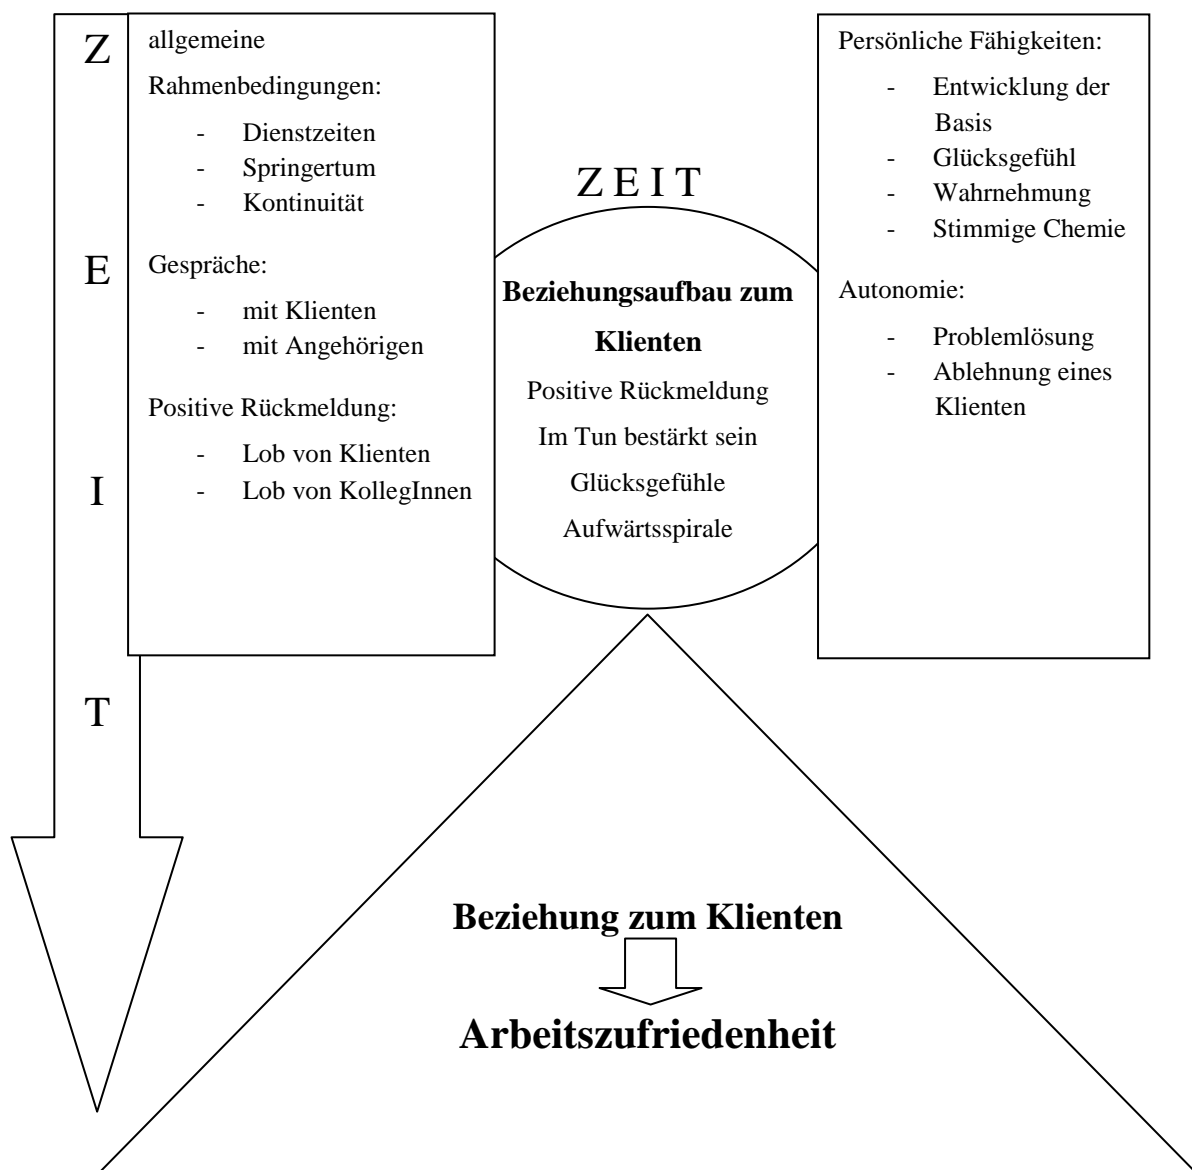 Z
E
I
T
allgemeine
Rahmenbedingungen:
- Dienstzeiten
- Springertum
- Kontinuität
Gespräche:
- mit Klienten
- mit Angehörigen
Positive Rückmeldung:
- Lob von Klienten
- Lob von KollegInnen
Z E I T
Beziehungsaufbau zum
Klienten
Positive Rückmeldung
Im Tun bestärkt sein
Glücksgefühle
Aufwärtsspirale
Persönliche Fähigkeiten:
- Entwicklung der
Basis
- Glücksgefühl
- Wahrnehmung
- Stimmige Chemie
Autonomie:
- Problemlösung
- Ablehnung eines
Klienten
Beziehung zum Klienten
Arbeitszufriedenheit